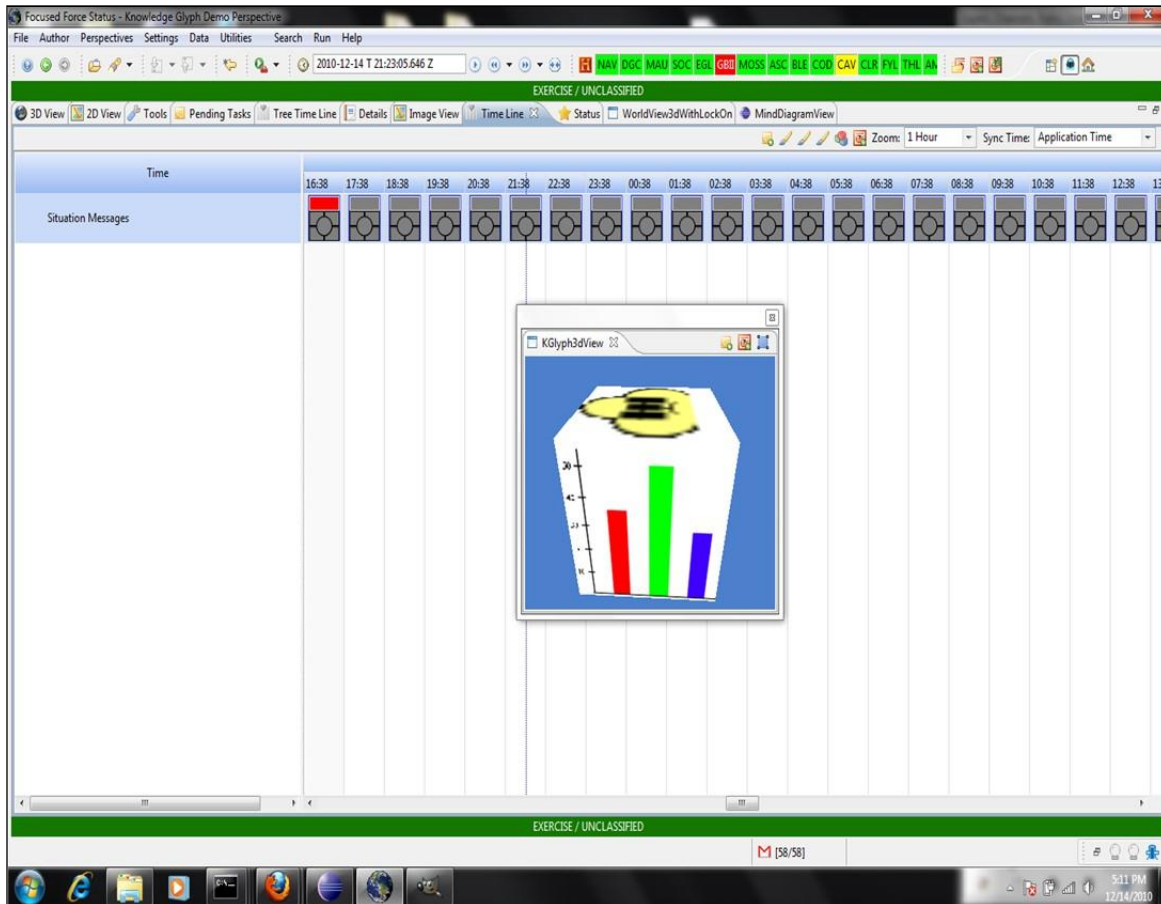 Focused Force Status - Knowledge Glyph Demo Perspective
File Author Perspectives Settings Data Utilities Search Run Help
2010-12-14 T 21:23:05.646 Z NAV DGC MAU SOC EGL GBII MOSS ASC BLE COD CAV CLR FYL THL AN
EXERCISE / UNCLASSIFIED
3D View 2D View Tools Pending Tasks Tree Time Line Details Image View Time Line Status WorldView3dWithLockOn MindDiagramView
Zoom: 1 Hour Sync Time: Application Time
Time
16:38 17:38 18:38 19:38 20:38 21:38 22:38 23:38 00:38 01:38 02:38 03:38 04:38 05:38 06:38 07:38 08:38 09:38 10:38 11:38 12:38 13
Situation Messages
KGlyph3dView
EXERCISE / UNCLASSIFIED
[58/58]
5:11 PM
12/14/2010